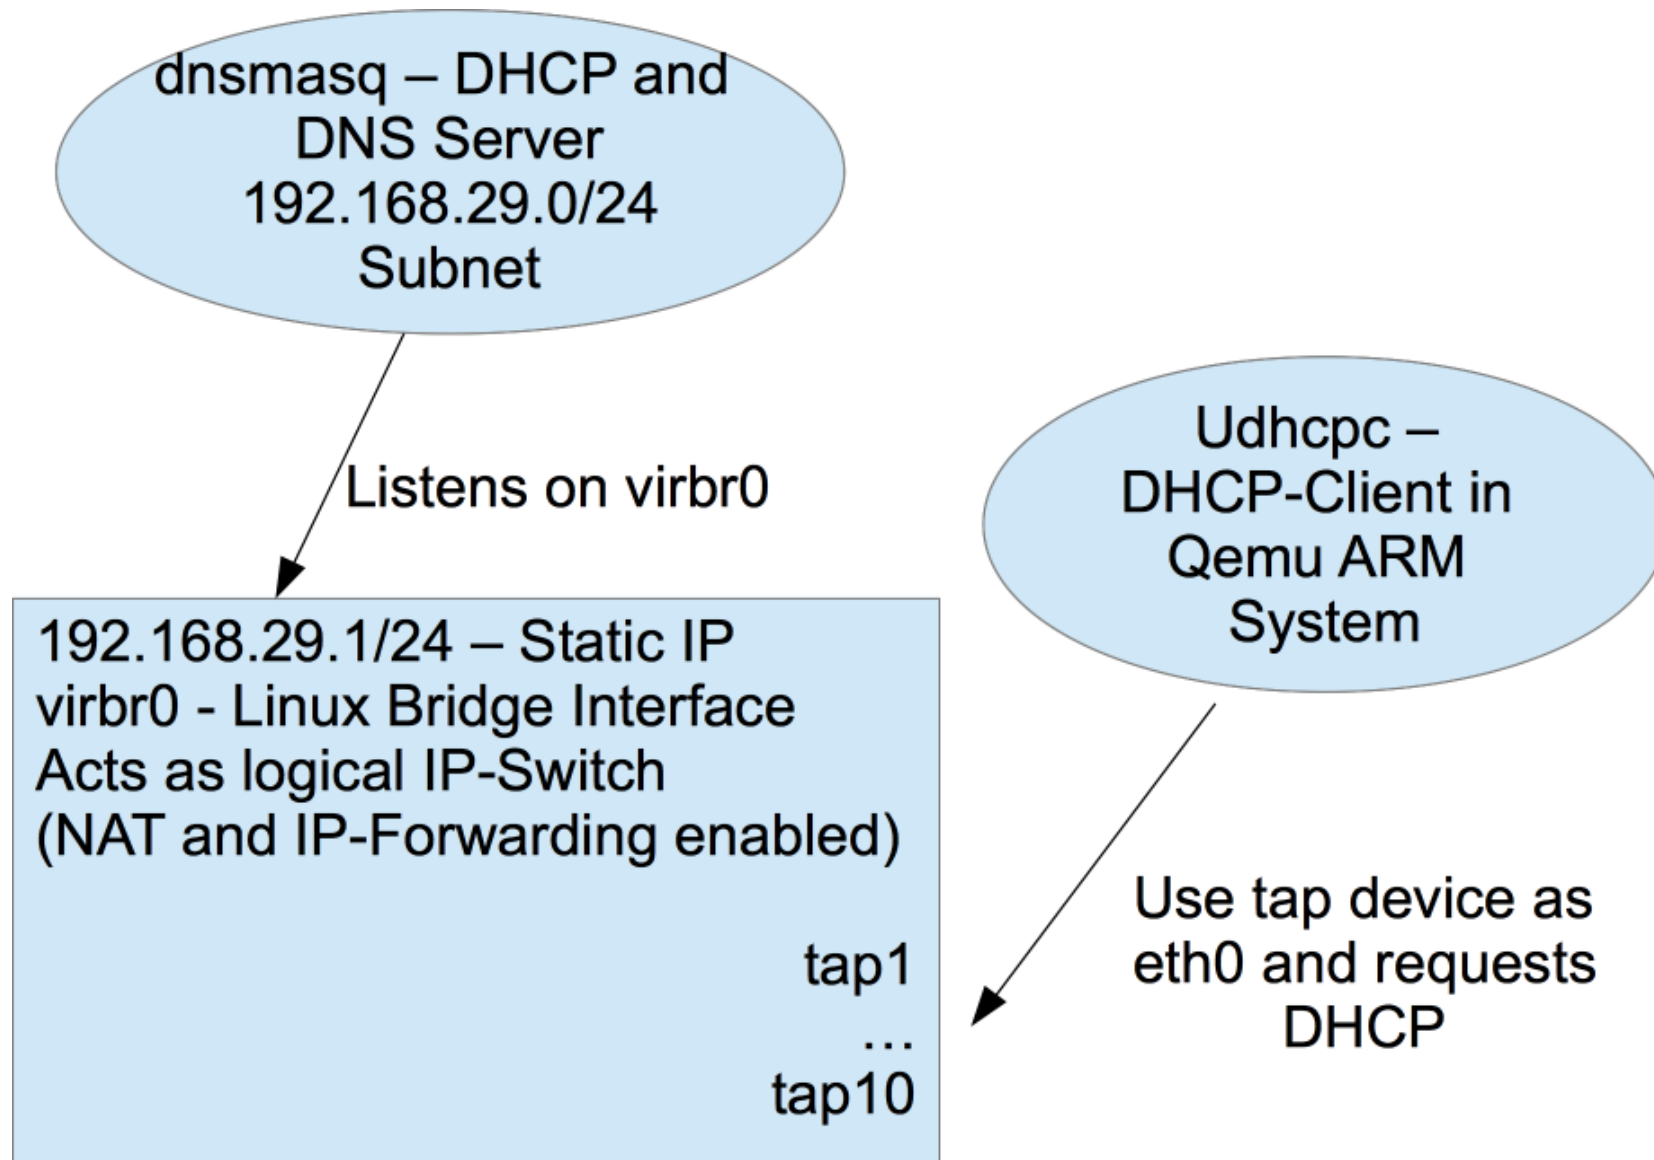 dnsmasq – DHCP and
DNS Server
192.168.29.0/24
Subnet
Listens on virbr0
Udhcpc –
DHCP-Client in
Qemu ARM
System
192.168.29.1/24 – Static IP
virbr0 - Linux Bridge Interface
Acts as logical IP-Switch
(NAT and IP-Forwarding enabled)
tap1
...
tap10
Use tap device as
eth0 and requests
DHCP